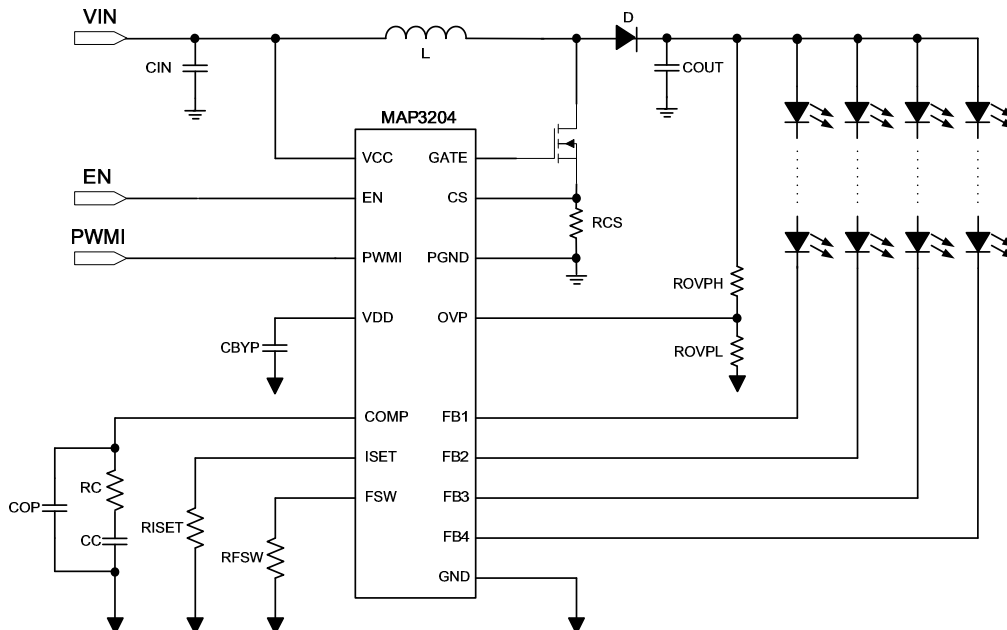 VIN
D
L
CIN
COUT
MAP3204
VCC
GATE
EN
EN
CS
RCS
PWMI
PWMI
PGND
ROVPH
VDD
OVP
CBYP
ROVPL
COMP
FB1
ISET
FB2
RC
FSW
FB3
COP
RISET
CC
RFSW
FB4
GND